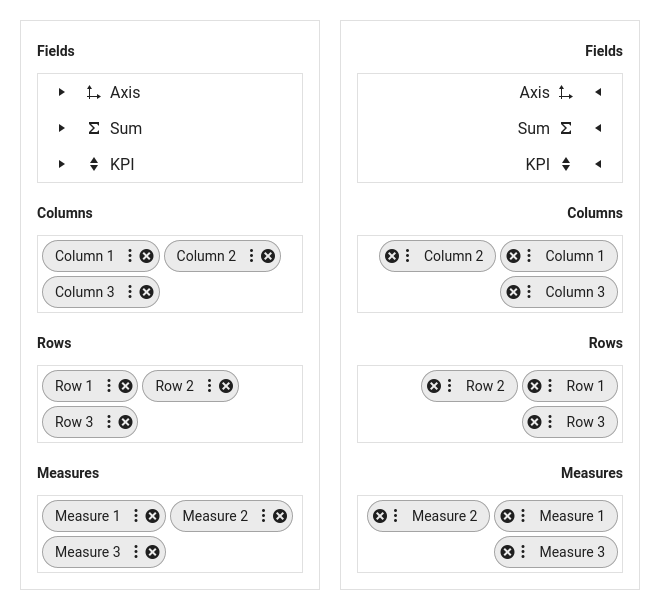 Fields
Axis
Sum
KPI
Columns
Column 1 Column 2
Column 3
Rows
Row 1 Row 2
Row 3
Measures
Measure 1 Measure 2
Measure 3
Fields
Axis
Sum
KPI
Columns
Column 2 Column 1
Column 3
Rows
Row 2 Row 1
Row 3
Measures
Measure 2 Measure 1
Measure 3